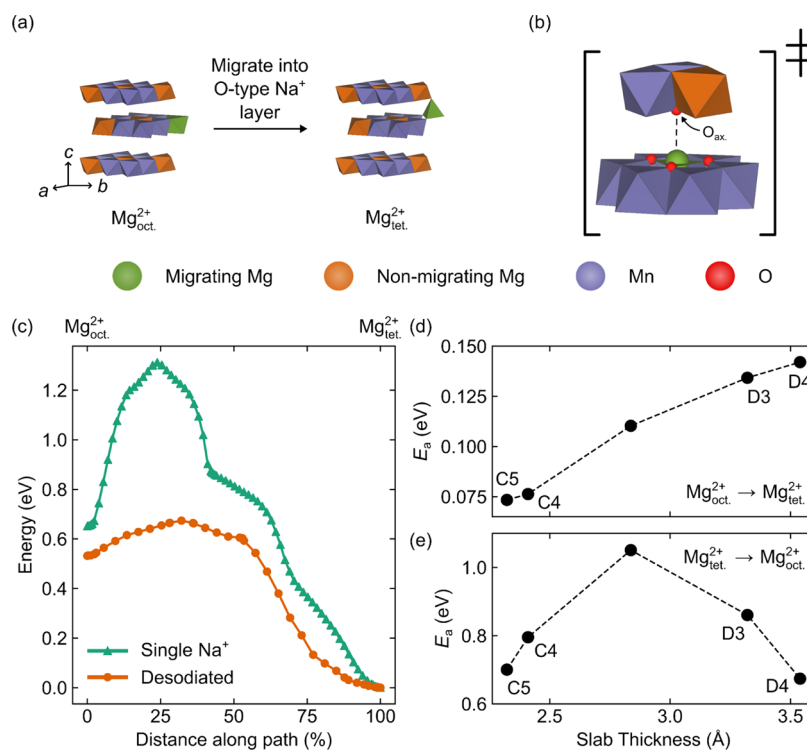 (a)
Migrate into
O-type Na⁺
layer
c
a
b
Mg²⁺oct.
Mg²⁺tet.
(b)
‡
Oax.
Migrating Mg
Non-migrating Mg
Mn
O
(c)
Mg²⁺oct.
Mg²⁺tet.
1.2
1.0
0.8
0.6
0.4
0.2
0.0
Energy (eV)
Single Na⁺
Desodiated
0
25
50
75
100
Distance along path (%)
(d)
0.150
0.125
0.100
0.075
Ea (eV)
C5
C4
D3
D4
Mg²⁺oct. → Mg²⁺tet.
(e)
1.0
0.8
0.6
Ea (eV)
Mg²⁺tet. → Mg²⁺oct.
C5
C4
D3
D4
2.5
3.0
3.5
Slab Thickness (Å)